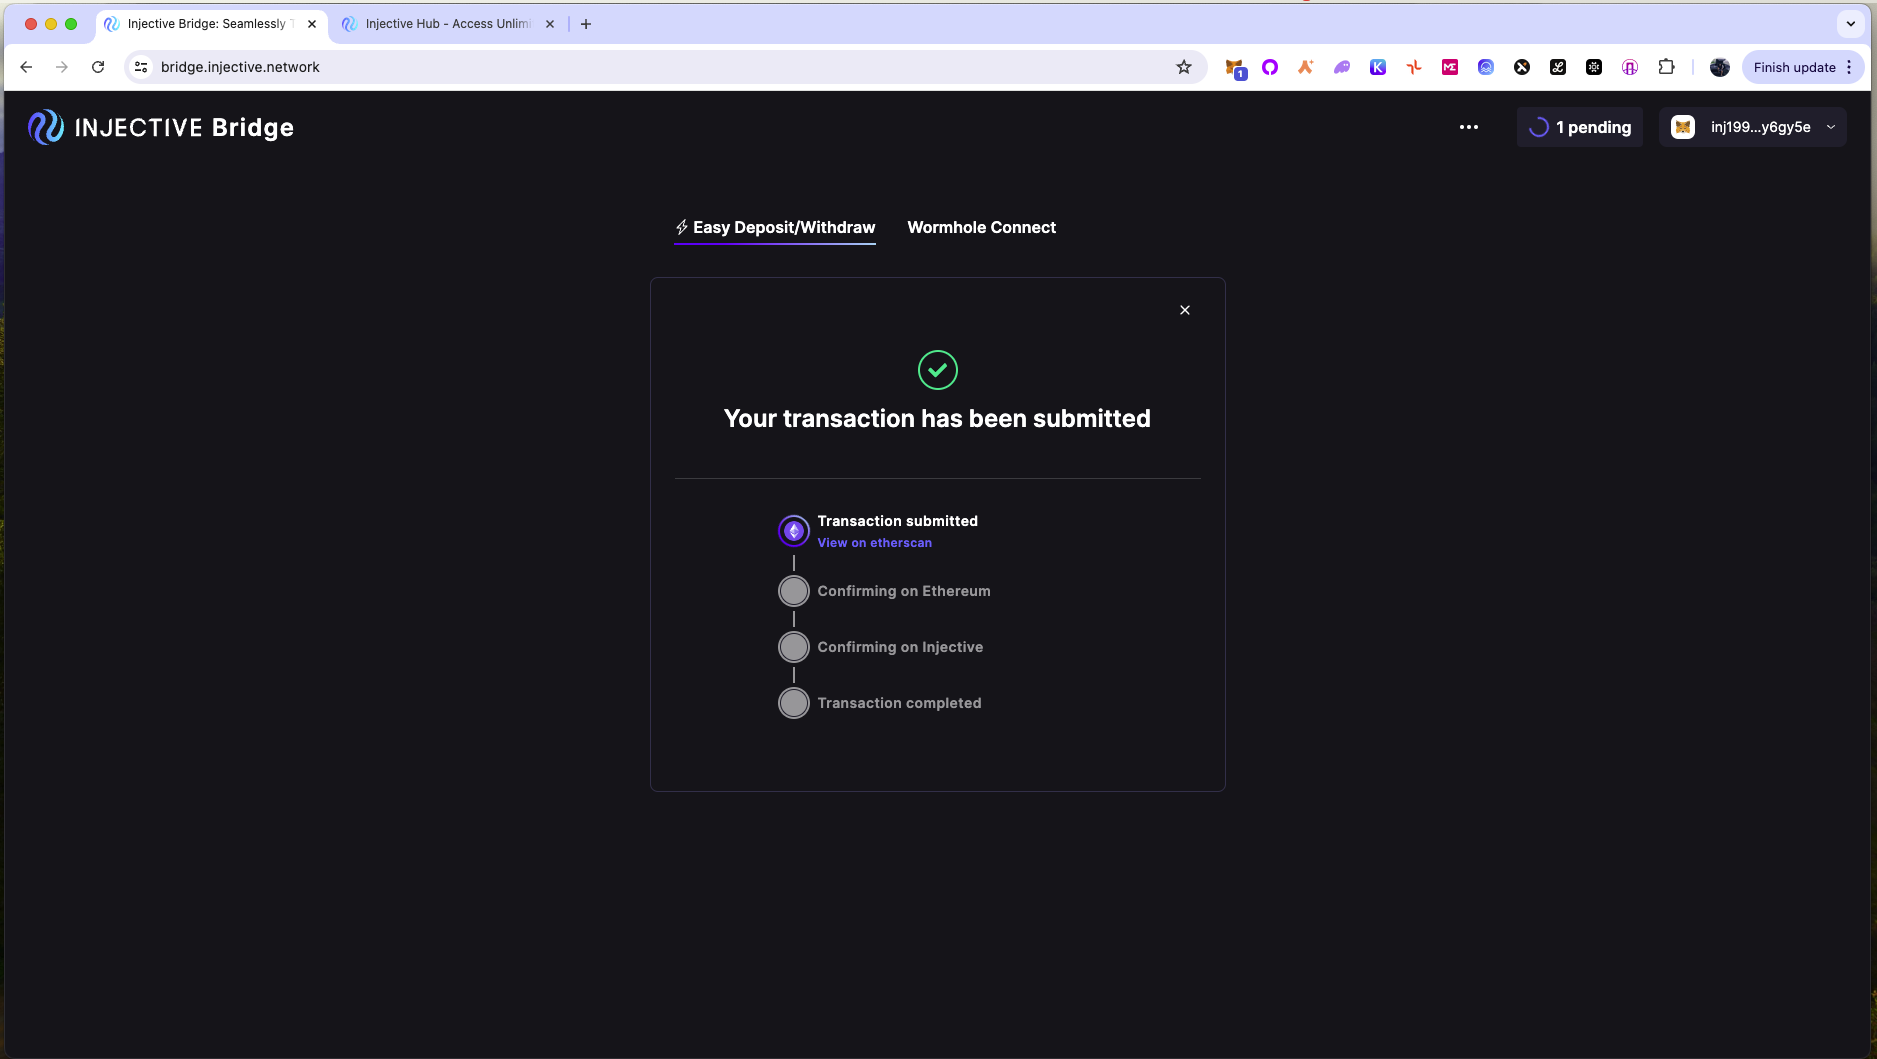 Injective Bridge: Seamlessly T
Injective Hub - Access Unlimi
bridge.injective.network
1
Finish update
INJECTIVE Bridge
1 pending
inj199...y6gy5e
Easy Deposit/Withdraw
Wormhole Connect
Your transaction has been submitted
Transaction submitted
View on etherscan
Confirming on Ethereum
Confirming on Injective
Transaction completed